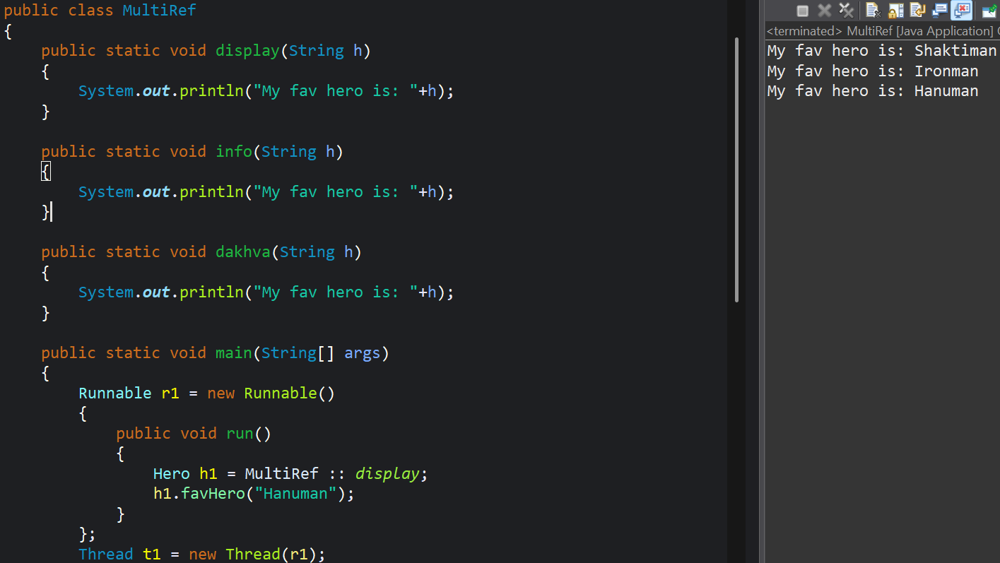 public class MultiRef
{
    public static void display(String h)
    {
        System.out.println("My fav hero is: "+h);
    }

    public static void info(String h)
    {
        System.out.println("My fav hero is: "+h);
    }

    public static void dakhva(String h)
    {
        System.out.println("My fav hero is: "+h);
    }

    public static void main(String[] args)
    {
        Runnable r1 = new Runnable()
        {
            public void run()
            {
                Hero h1 = MultiRef :: display;
                h1.favHero("Hanuman");
            }
        };
        Thread t1 = new Thread(r1);
<terminated> MultiRef [Java Application]
My fav hero is: Shaktiman
My fav hero is: Ironman
My fav hero is: Hanuman